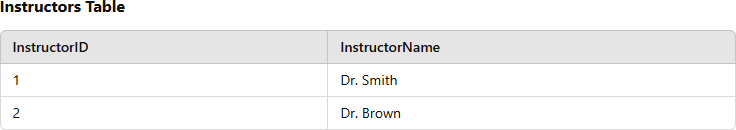 Instructors Table
InstructorID InstructorName
1 Dr. Smith
2 Dr. Brown